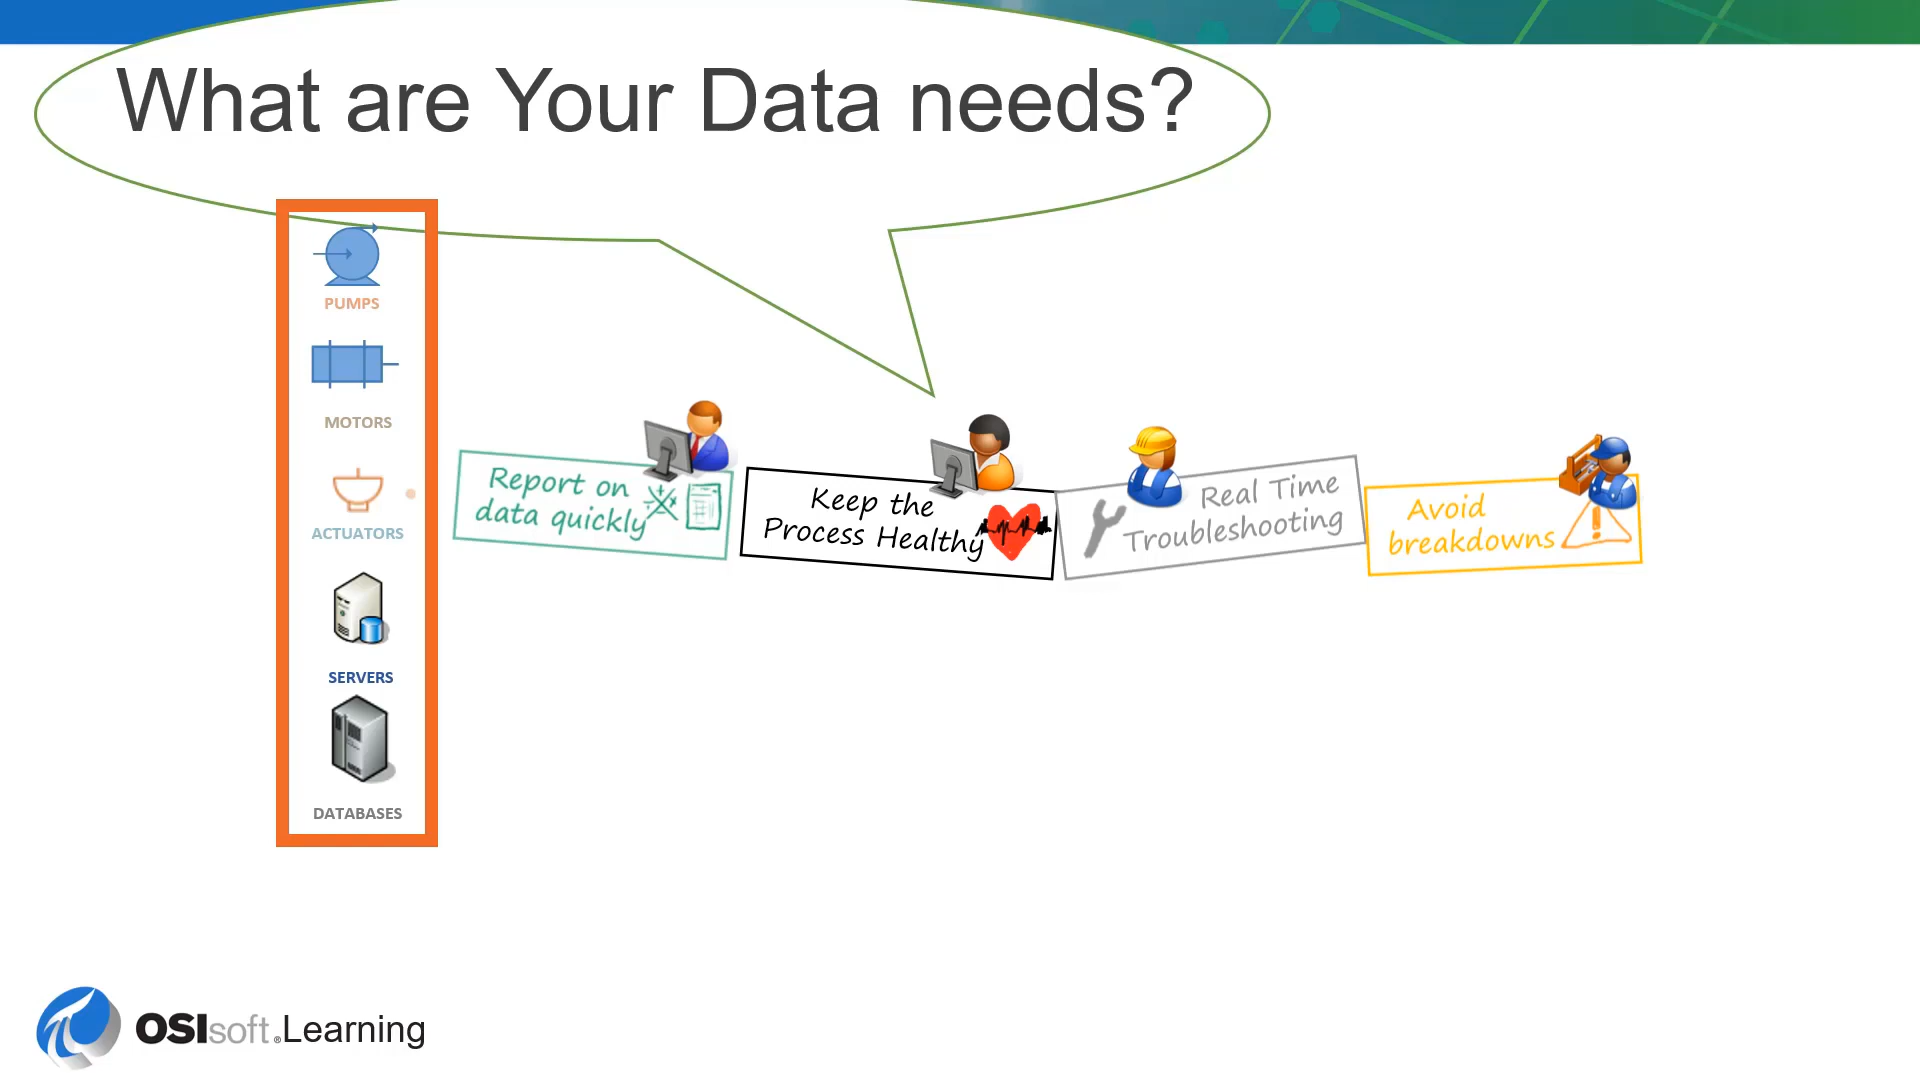 What are Your Data needs?
PUMPS
MOTORS
ACTUATORS
SERVERS
DATABASES
Report on
data quickly
Keep the
Process Healthy
Real Time
Troubleshooting
Avoid
breakdowns
OSIsoft®Learning